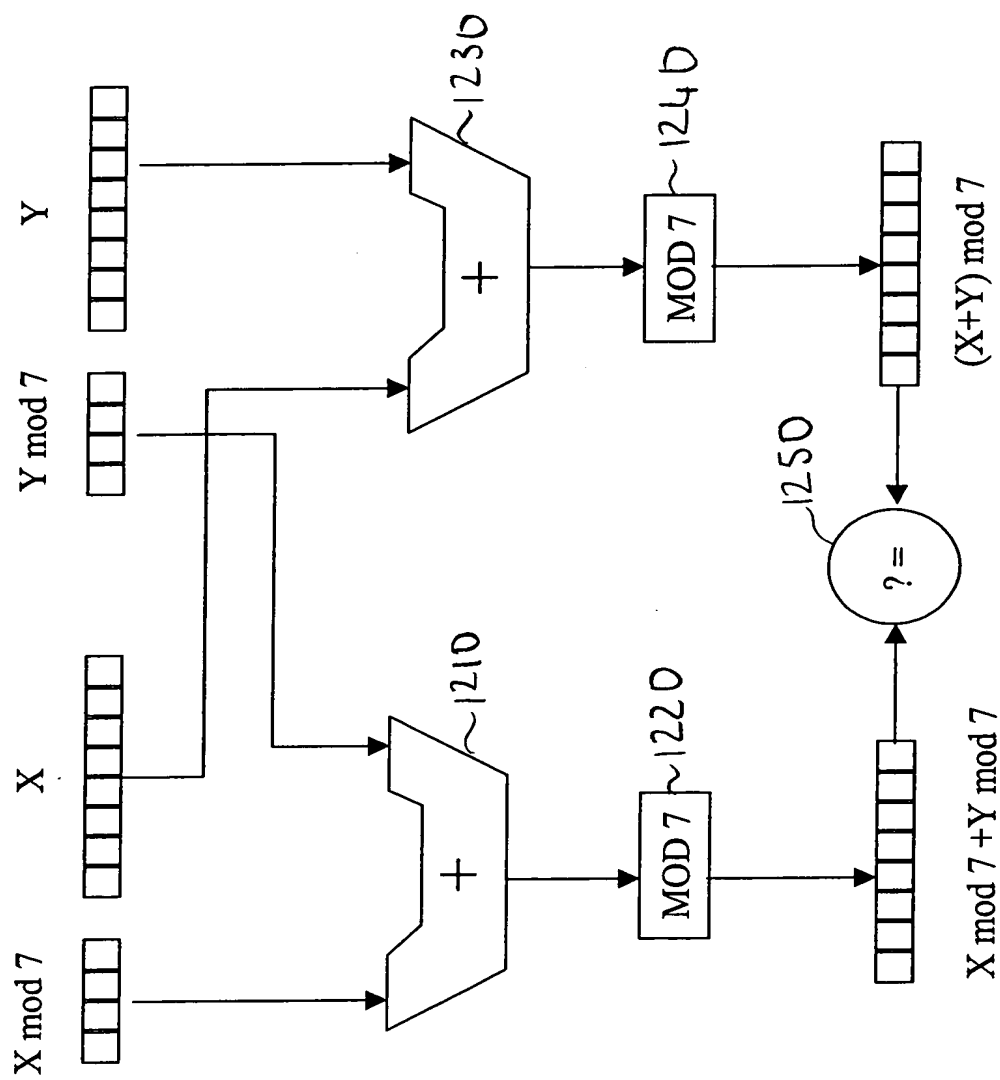 X mod 7
X
Y mod 7
Y
+
1210
+
1230
MOD 7
1220
MOD 7
1240
? =
1250
X mod 7 +Y mod 7
(X+Y) mod 7